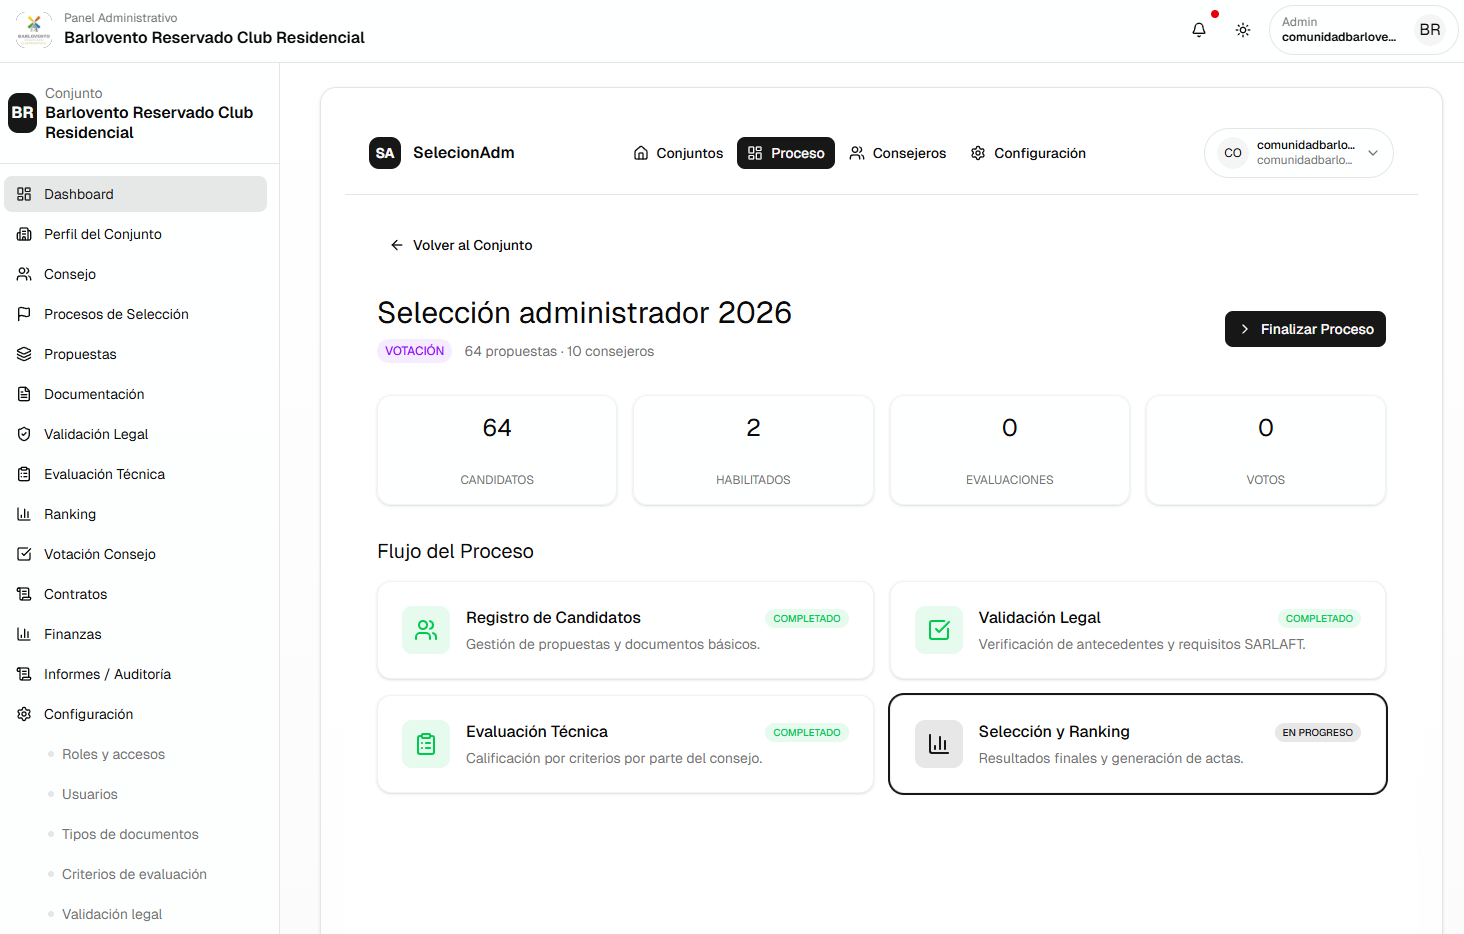 Panel Administrativo
Barlovento Reservado Club Residencial
Admin
comunidadbarlove...
BR
BR
Conjunto
Barlovento Reservado Club
Residencial
Dashboard
Perfil del Conjunto
Consejo
Procesos de Selección
Propuestas
Documentación
Validación Legal
Evaluación Técnica
Ranking
Votación Consejo
Contratos
Finanzas
Informes / Auditoría
Configuración
Roles y accesos
Usuarios
Tipos de documentos
Criterios de evaluación
Validación legal
SA
SelecionAdm
Conjuntos
Proceso
Consejeros
Configuración
CO
comunidadbarlo...
comunidadbarlo...
Volver al Conjunto
Selección administrador 2026
VOTACIÓN
64 propuestas · 10 consejeros
Finalizar Proceso
64
CANDIDATOS
2
HABILITADOS
0
EVALUACIONES
0
VOTOS
Flujo del Proceso
Registro de Candidatos
COMPLETADO
Gestión de propuestas y documentos básicos.
Validación Legal
COMPLETADO
Verificación de antecedentes y requisitos SARLAFT.
Evaluación Técnica
COMPLETADO
Calificación por criterios por parte del consejo.
Selección y Ranking
EN PROGRESO
Resultados finales y generación de actas.